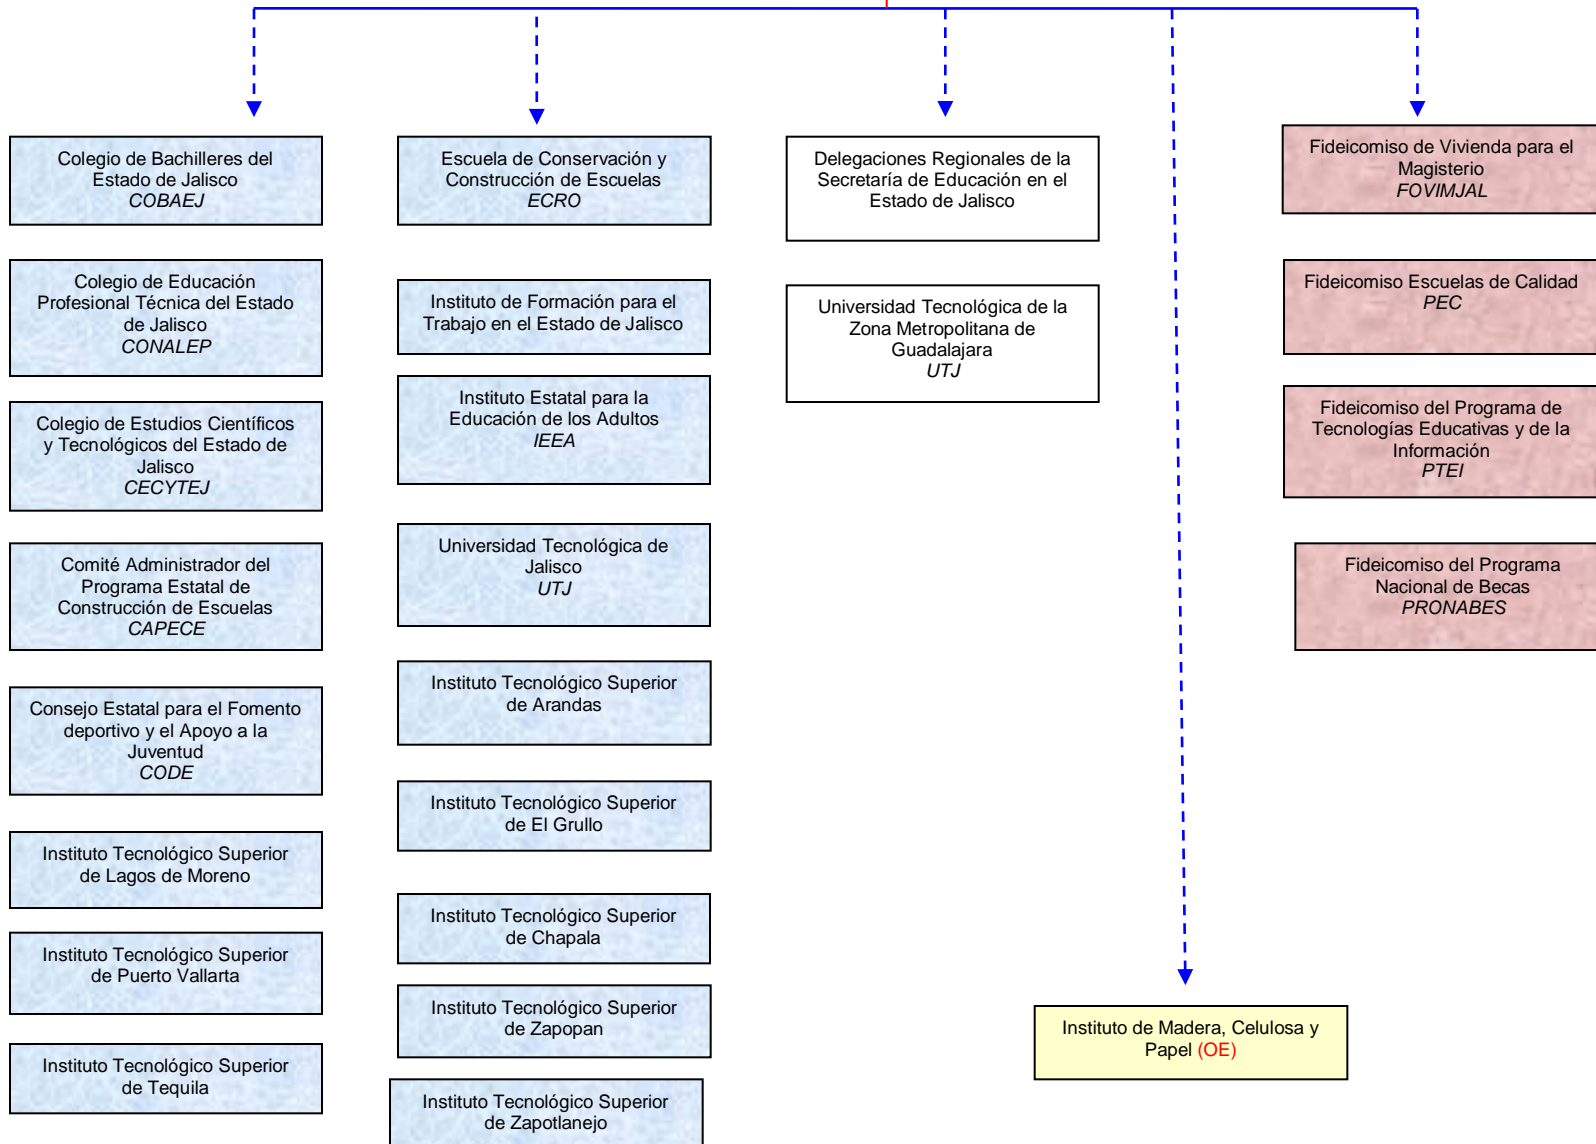 Colegio de Bachilleres del
Estado de Jalisco
COBAEJ
Colegio de Educación
Profesional Técnica del Estado
de Jalisco
CONALEP
Colegio de Estudios Científicos
y Tecnológicos del Estado de
Jalisco
CECYTEJ
Comité Administrador del
Programa Estatal de
Construcción de Escuelas
CAPECE
Consejo Estatal para el Fomento
deportivo y el Apoyo a la
Juventud
CODE
Instituto Tecnológico Superior
de Lagos de Moreno
Instituto Tecnológico Superior
de Puerto Vallarta
Instituto Tecnológico Superior
de Tequila
Escuela de Conservación y
Construcción de Escuelas
ECRO
Instituto de Formación para el
Trabajo en el Estado de Jalisco
Instituto Estatal para la
Educación de los Adultos
IEEA
Universidad Tecnológica de
Jalisco
UTJ
Instituto Tecnológico Superior
de Arandas
Instituto Tecnológico Superior
de El Grullo
Instituto Tecnológico Superior
de Chapala
Instituto Tecnológico Superior
de Zapopan
Instituto Tecnológico Superior
de Zapotlanejo
Delegaciones Regionales de la
Secretaría de Educación en el
Estado de Jalisco
Universidad Tecnológica de la
Zona Metropolitana de
Guadalajara
UTJ
Instituto de Madera, Celulosa y
Papel (OE)
Fideicomiso de Vivienda para el
Magisterio
FOVIMJAL
Fideicomiso Escuelas de Calidad
PEC
Fideicomiso del Programa de
Tecnologías Educativas y de la
Información
PTEI
Fideicomiso del Programa
Nacional de Becas
PRONABES